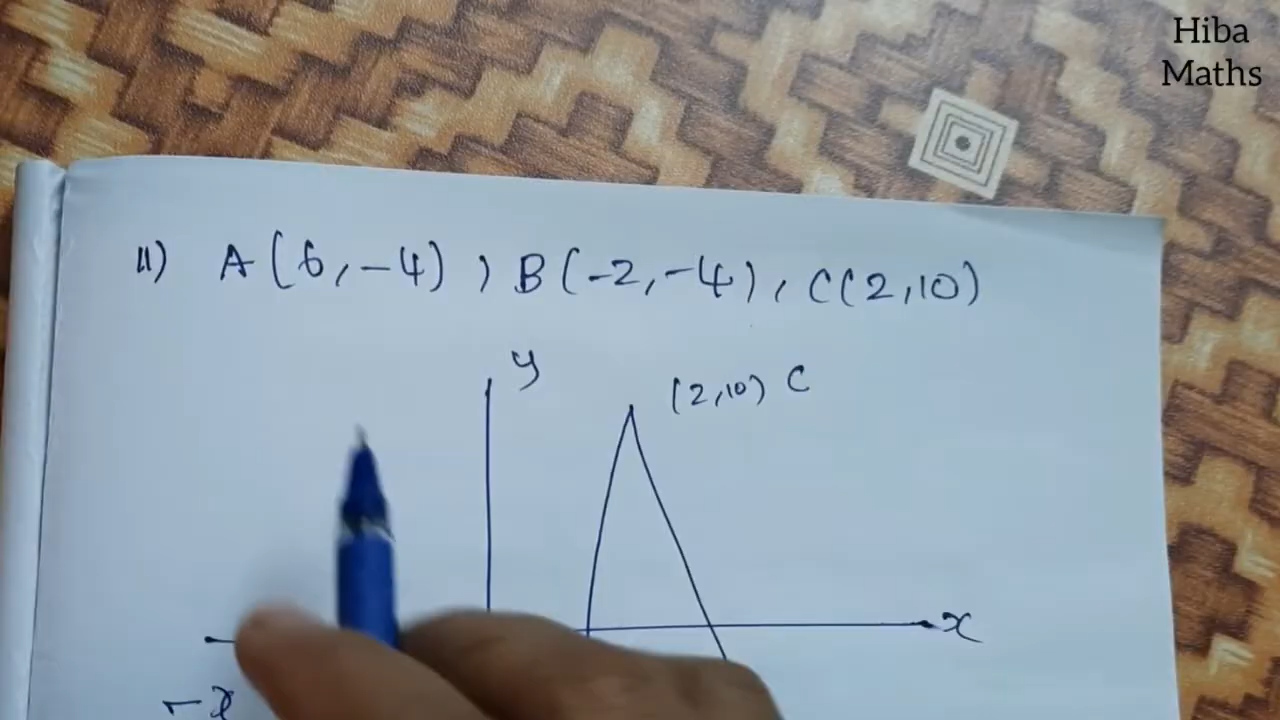 Hiba
Maths
11) A(6,-4), B(-2,-4), C(2,10)
y
(2,10) C
x
-x